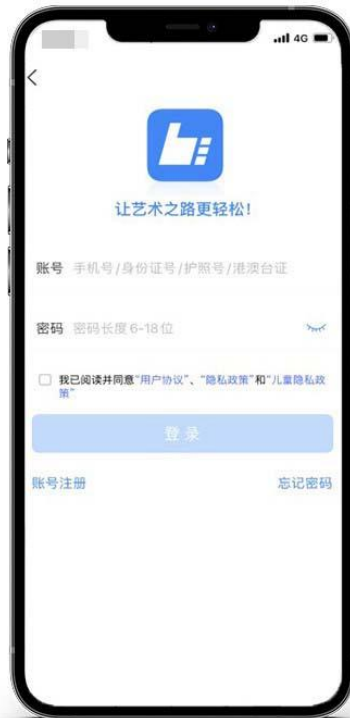 4G
让艺术之路更轻松!
账号 手机号/身份证号/护照号/港澳台证
密码 密码长度6-18位
我已阅读并同意“用户协议”、“隐私政策”和“儿童隐私政
策”
登录
账号注册 忘记密码